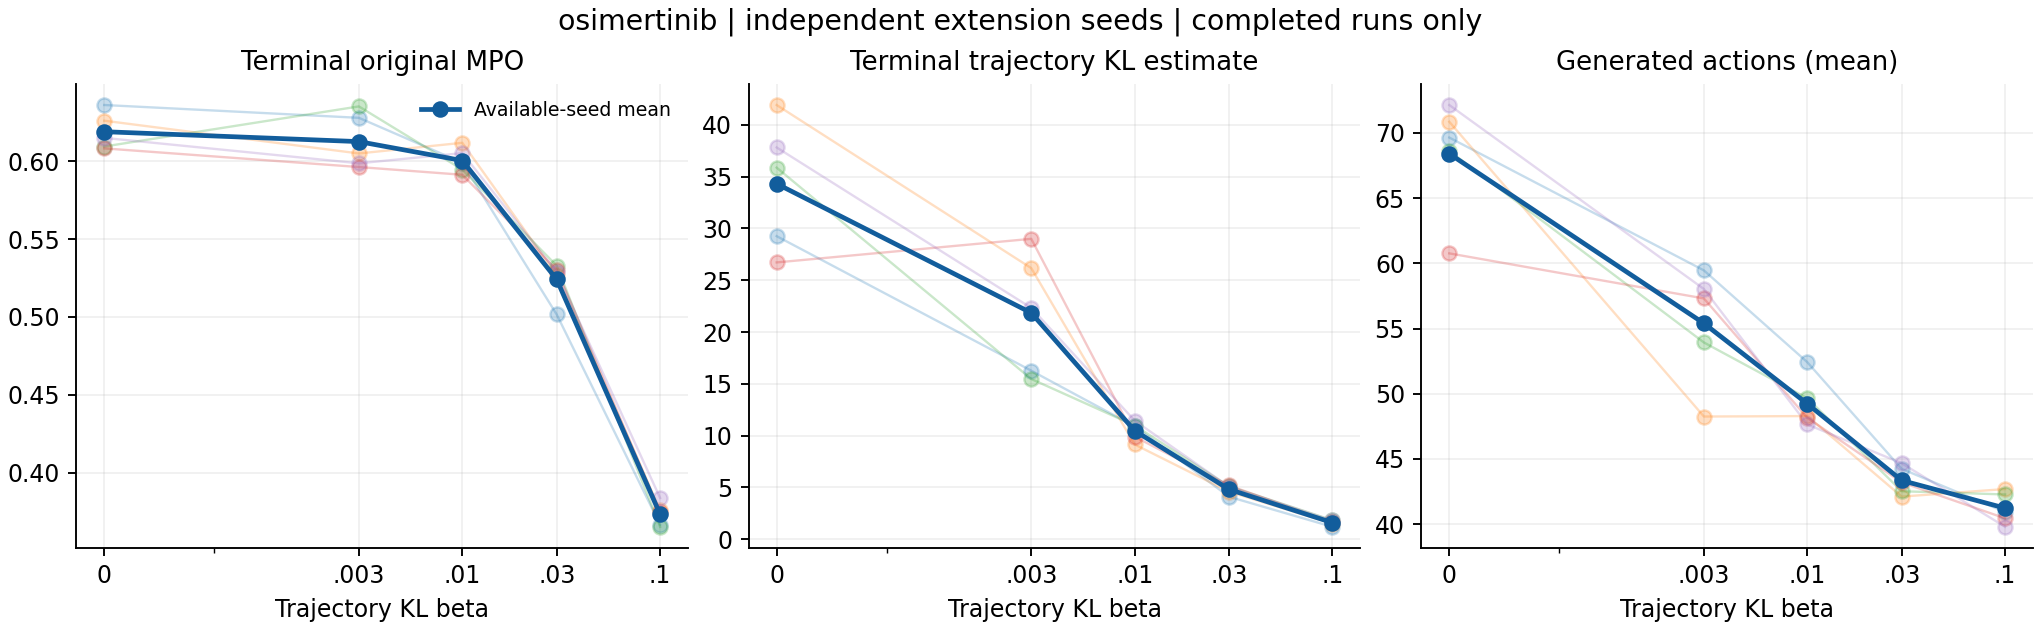 osimertinib | independent extension seeds | completed runs only
Terminal original MPO
Available-seed mean
0.60
0.55
0.50
0.45
0.40
0 .003 .01 .03 .1
Trajectory KL beta
Terminal trajectory KL estimate
40
35
30
25
20
15
10
5
0
0 .003 .01 .03 .1
Trajectory KL beta
Generated actions (mean)
70
65
60
55
50
45
40
0 .003 .01 .03 .1
Trajectory KL beta